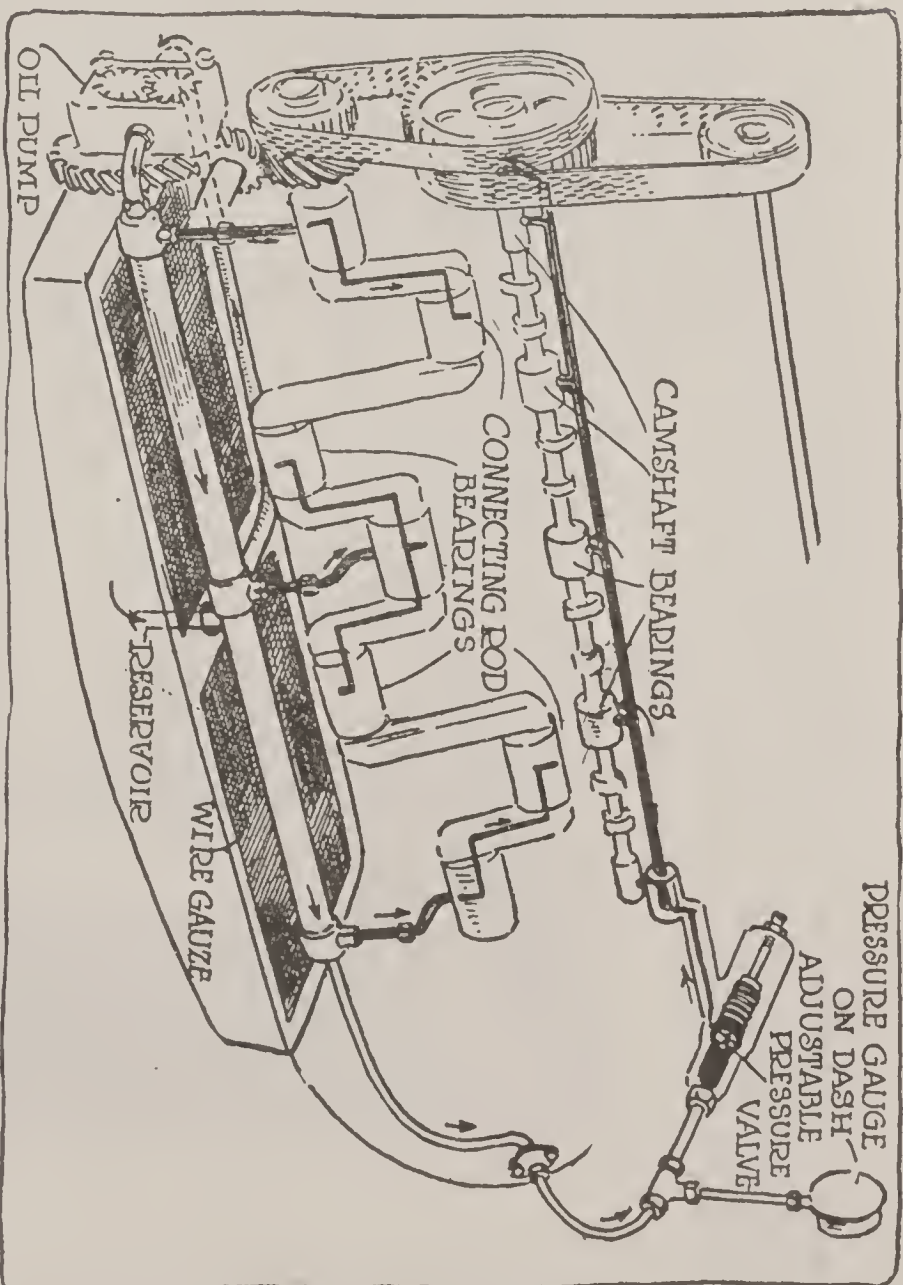 PRESSURE GAUGE
ON DASH
ADJUSTABLE
PRESSURE
VALVE
CAMSHAFT BEARINGS
CONNECTING ROD
BEARINGS
OIL PUMP
RESERVOIR
WIRE GAUZE